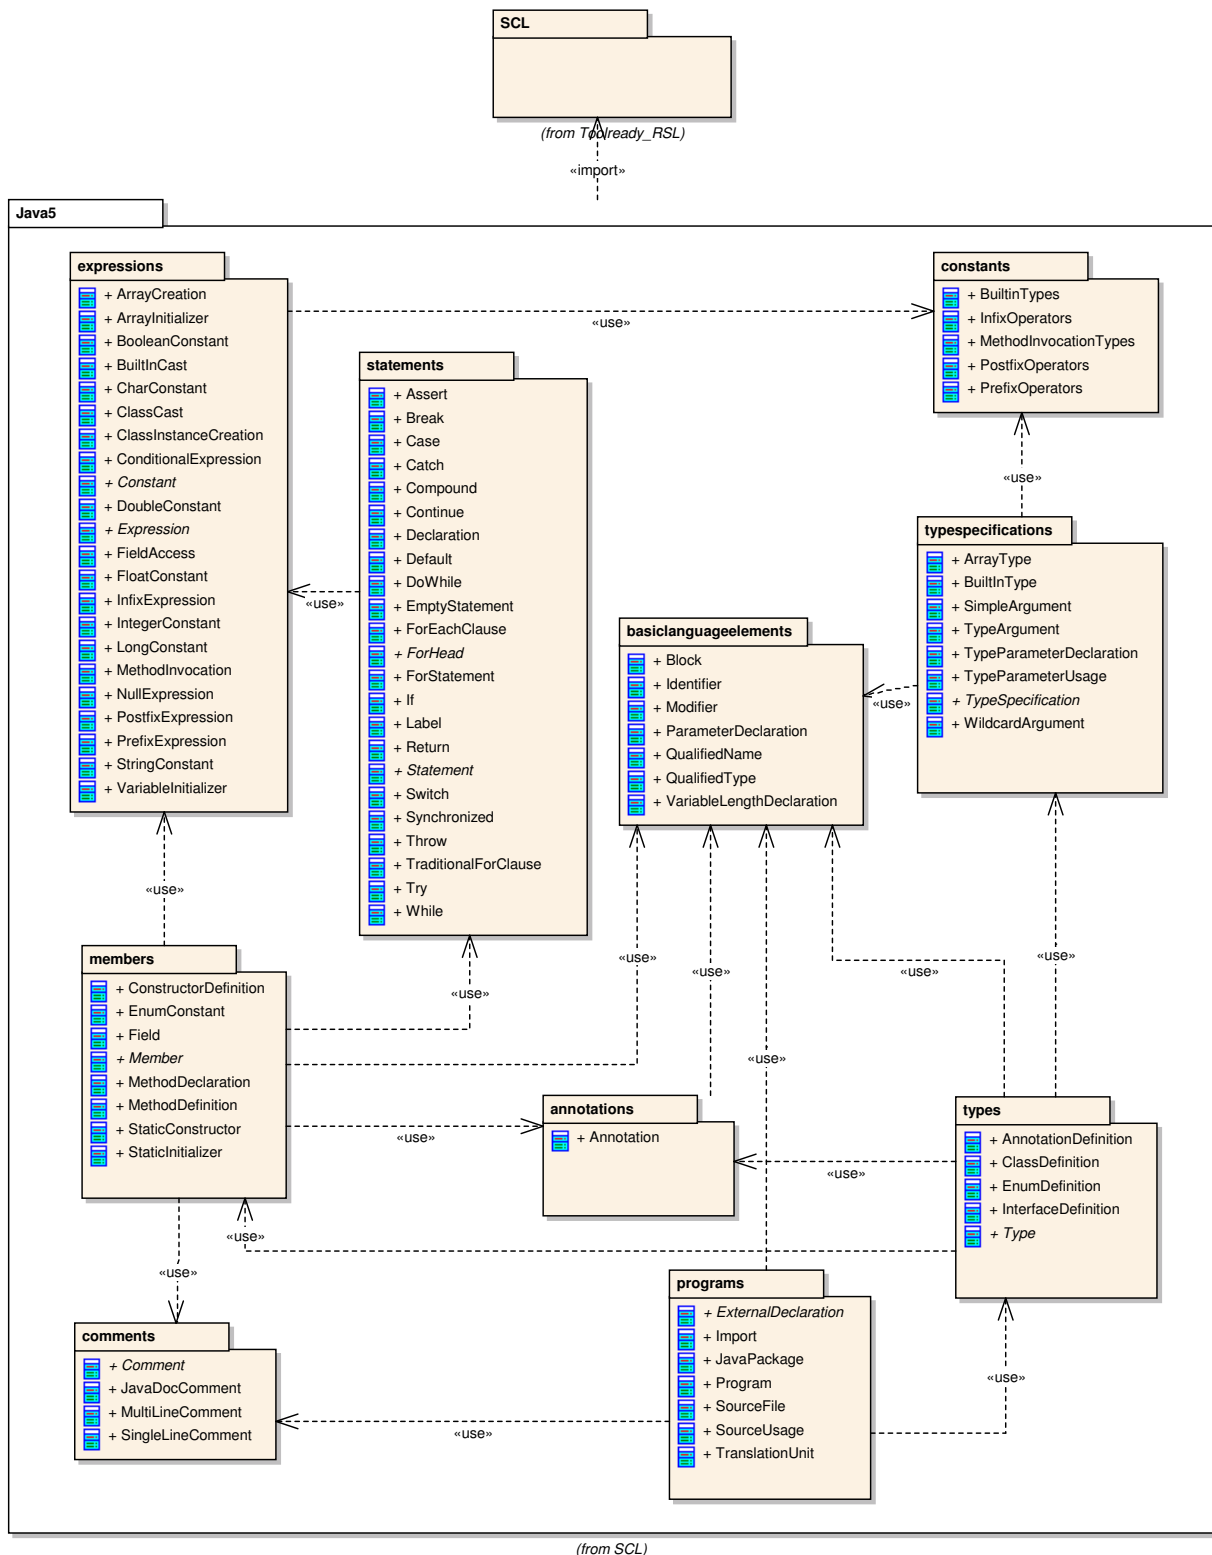 SCL
(from Toolready_RSL)
«import»
Java5
expressions
+ ArrayCreation
+ ArrayInitializer
+ BooleanConstant
+ BuiltInCast
+ CharConstant
+ ClassCast
+ ClassInstanceCreation
+ ConditionalExpression
+ Constant
+ DoubleConstant
+ Expression
+ FieldAccess
+ FloatConstant
+ InfixExpression
+ IntegerConstant
+ LongConstant
+ MethodInvocation
+ NullExpression
+ PostfixExpression
+ PrefixExpression
+ StringConstant
+ VariableInitializer
«use»
constants
+ BuiltinTypes
+ InfixOperators
+ MethodInvocationTypes
+ PostfixOperators
+ PrefixOperators
statements
+ Assert
+ Break
+ Case
+ Catch
+ Compound
+ Continue
+ Declaration
+ Default
+ DoWhile
+ EmptyStatement
+ ForEachClause
+ ForHead
+ ForStatement
+ If
+ Label
+ Return
+ Statement
+ Switch
+ Synchronized
+ Throw
+ TraditionalForClause
+ Try
+ While
«use»
«use»
typespecifications
+ ArrayType
+ BuiltInType
+ SimpleArgument
+ TypeArgument
+ TypeParameterDeclaration
+ TypeParameterUsage
+ TypeSpecification
+ WildcardArgument
basiclanguageelements
+ Block
+ Identifier
+ Modifier
+ ParameterDeclaration
+ QualifiedName
+ QualifiedType
+ VariableLengthDeclaration
«use»
«use»
members
+ ConstructorDefinition
+ EnumConstant
+ Field
+ Member
+ MethodDeclaration
+ MethodDefinition
+ StaticConstructor
+ StaticInitializer
«use»
«use»
«use»
«use»
«use»
«use»
annotations
+ Annotation
«use»
«use»
types
+ AnnotationDefinition
+ ClassDefinition
+ EnumDefinition
+ InterfaceDefinition
+ Type
«use»
«use»
comments
+ Comment
+ JavaDocComment
+ MultiLineComment
+ SingleLineComment
«use»
programs
+ ExternalDeclaration
+ Import
+ JavaPackage
+ Program
+ SourceFile
+ SourceUsage
+ TranslationUnit
«use»
(from SCL)